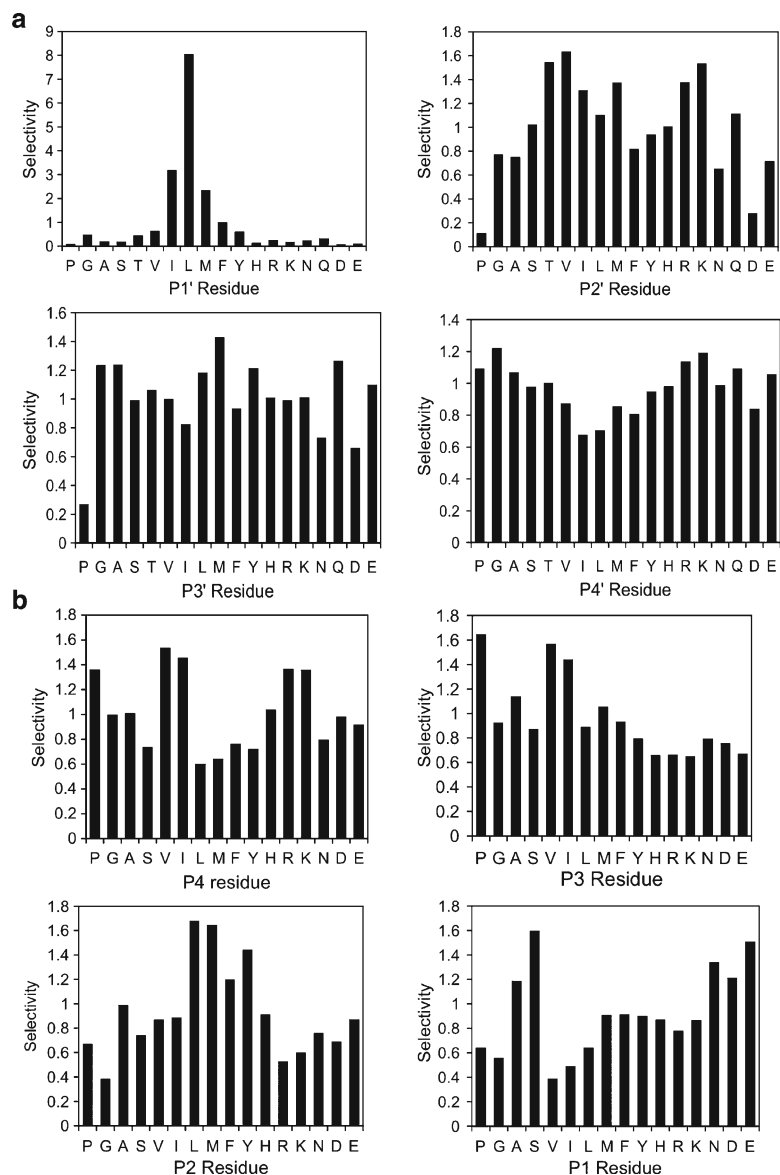 a
9
8
7
6
5
4
3
2
1
0
Selectivity
P G A S T V I L M F Y H R K N Q D E
P1' Residue
1.8
1.6
1.4
1.2
1
0.8
0.6
0.4
0.2
0
Selectivity
P G A S T V I L M F Y H R K N Q D E
P2' Residue
1.6
1.4
1.2
1
0.8
0.6
0.4
0.2
0
Selectivity
P G A S T V I L M F Y H R K N Q D E
P3' Residue
1.4
1.2
1
0.8
0.6
0.4
0.2
0
Selectivity
P G A S T V I L M F Y H R K N Q D E
P4' Residue
b
1.8
1.6
1.4
1.2
1
0.8
0.6
0.4
0.2
0
Selectivity
P G A S V I L M F Y H R K N D E
P4 residue
1.8
1.6
1.4
1.2
1
0.8
0.6
0.4
0.2
0
Selectivity
P G A S V I L M F Y H R K N D E
P3 Residue
1.8
1.6
1.4
1.2
1
0.8
0.6
0.4
0.2
0
Selectivity
P G A S V I L M F Y H R K N D E
P2 Residue
1.8
1.6
1.4
1.2
1
0.8
0.6
0.4
0.2
0
Selectivity
P G A S V I L M F Y H R K N D E
P1 Residue